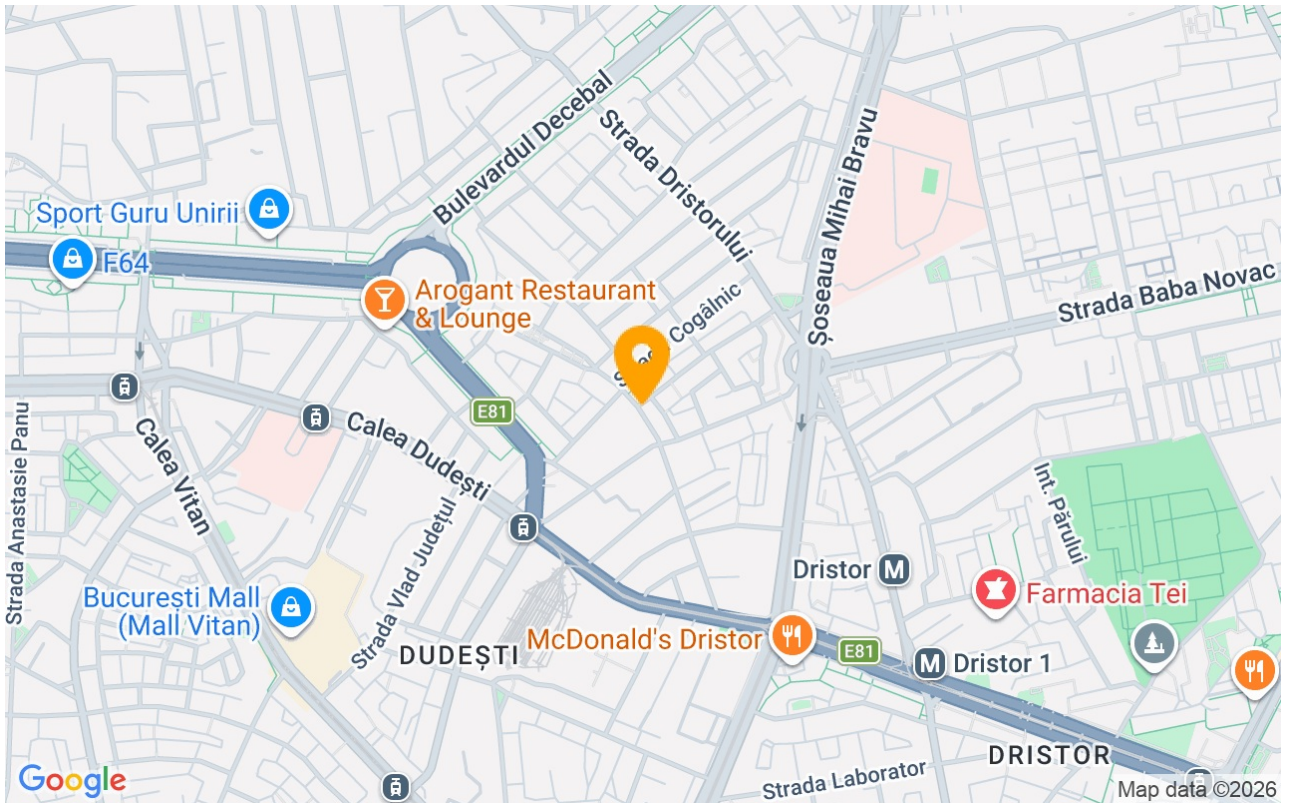 Bulevardul Decebal
Strada Dristorului
Șoseaua Mihai Bravu
Sport Guru Unirii
F64
Arogant Restaurant
& Lounge
Cogâlnic
Strada Baba Novac
E81
Calea Dudești
Calea Vitan
Strada Anastasie Panu
Strada Vlad Județul
Int. Părului
Dristor M
Farmacia Tei
București Mall
(Mall Vitan)
McDonald's Dristor
DUDEȘTI
E81
M Dristor 1
DRISTOR
Strada Laborator
Google
Map data ©2026